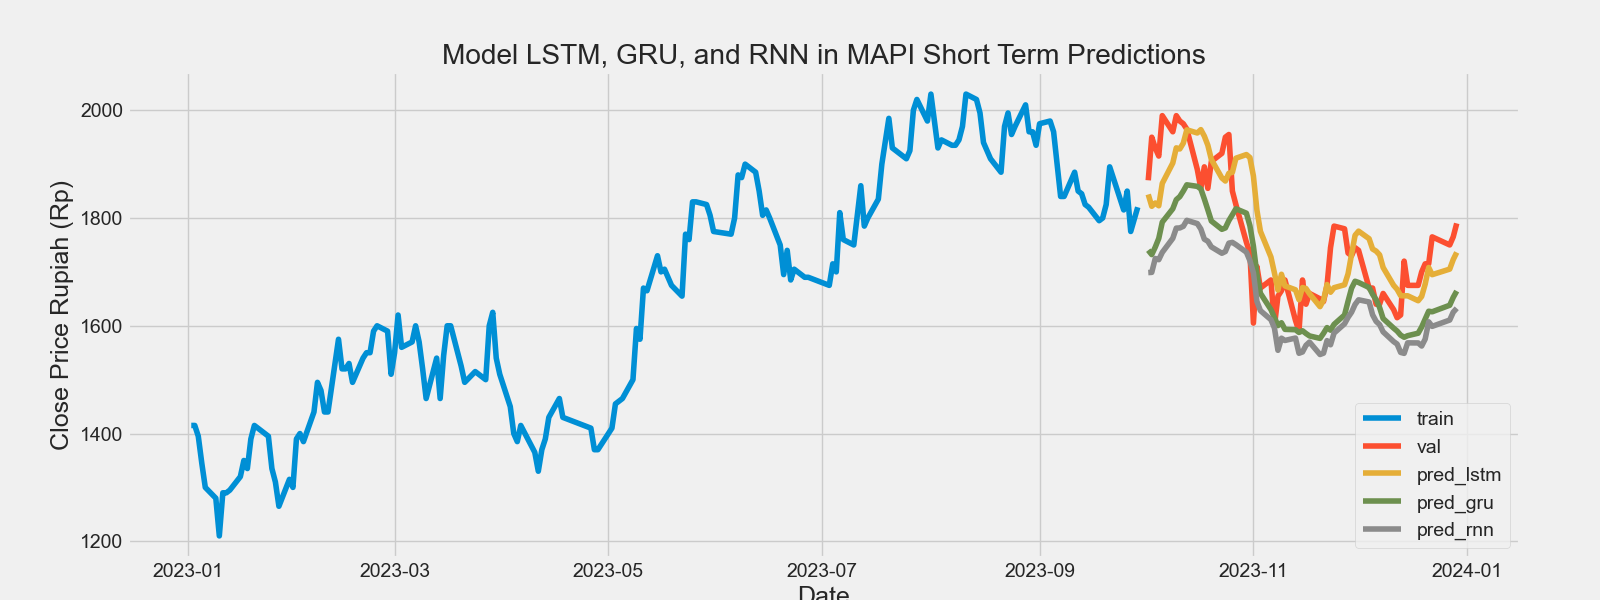 Model LSTM, GRU, and RNN in MAPI Short Term Predictions
Close Price Rupiah (Rp)
2000
1800
1600
1400
1200
train
val
pred_lstm
pred_gru
pred_rnn
2023-01 2023-03 2023-05 2023-07 2023-09 2023-11 2024-01
Date